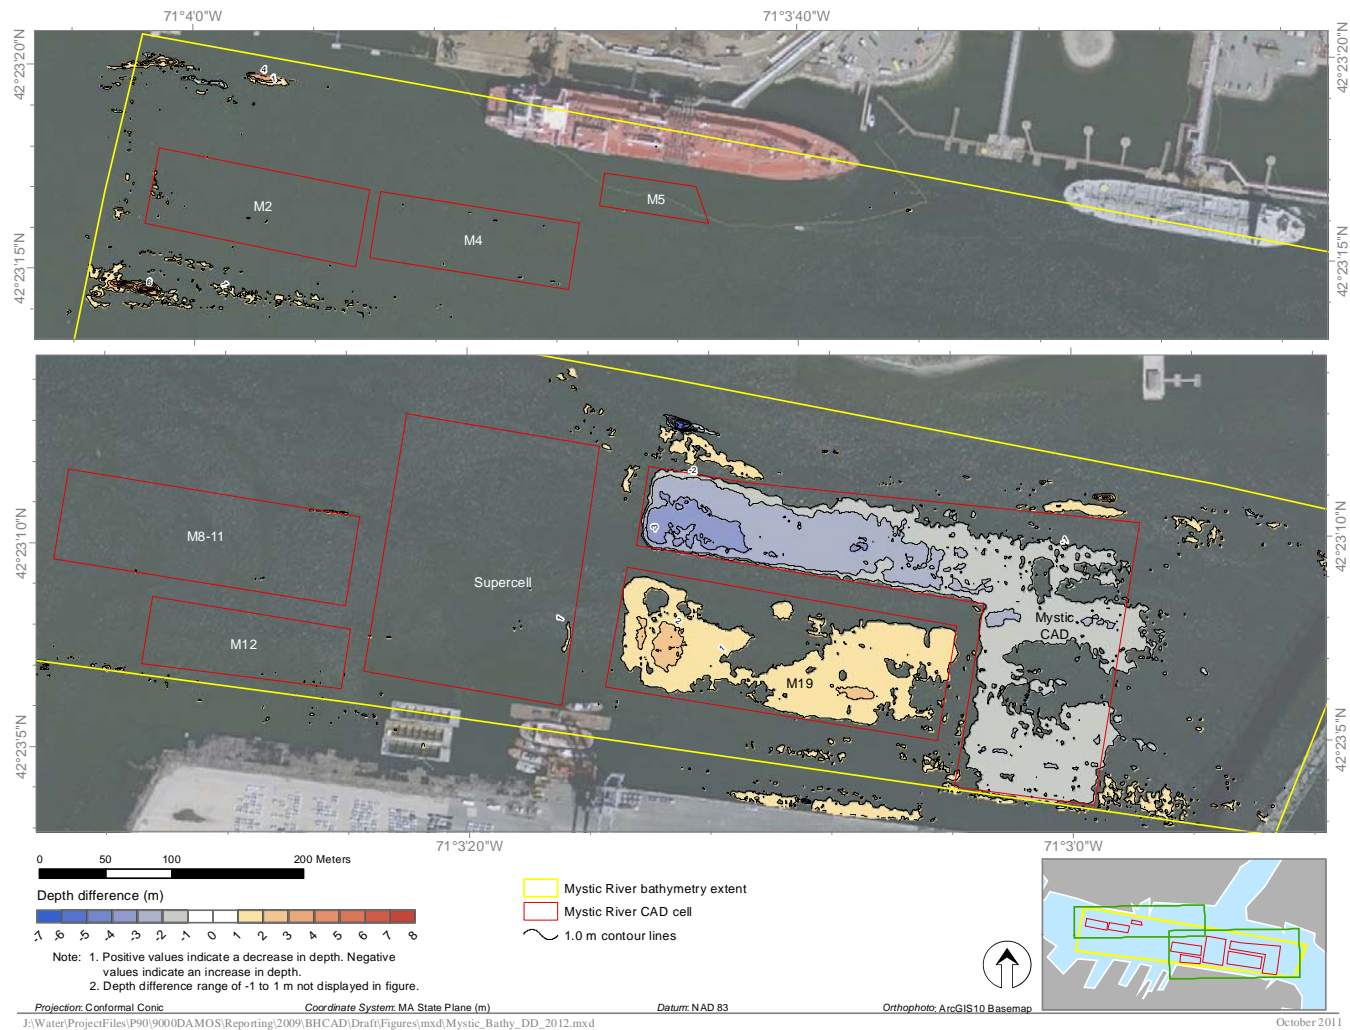 71°4'0"W
71°3'40"W
42°23'20"N
42°23'20"N
42°23'15"N
42°23'15"N
4
M2
M4
M5
6
2
42°23'10"N
42°23'10"N
42°23'5"N
42°23'5"N
M8-11
M12
Supercell
-2
2
1
M19
Mystic
CAD
71°3'20"W
71°3'0"W
0
50
100
200 Meters
Depth difference (m)
-7 -6 -5 -4 -3 -2 -1 0 1 2 3 4 5 6 7 8
Note: 1. Positive values indicate a decrease in depth. Negative
values indicate an increase in depth.
2. Depth difference range of -1 to 1 m not displayed in figure.
Mystic River bathymetry extent
Mystic River CAD cell
1.0 m contour lines
Projection: Conformal Conic
Coordinate System: MA State Plane (m)
Datum: NAD 83
Orthophoto: ArcGIS10 Basemap
J:\Water\ProjectFiles\P90\9000DAMOS\Reporting\2009\BHCAD\Draft\Figures\mxd\Mystic_Bathy_DD_2012.mxd
October 2011